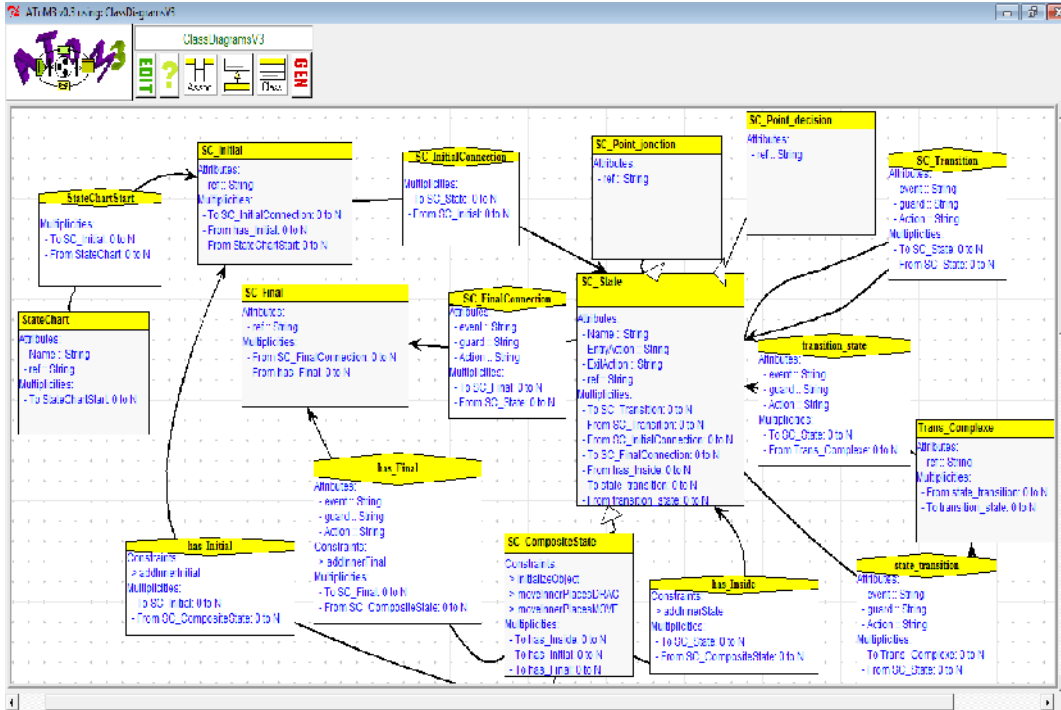 AToM3 v0.3 using: ClassDiagramsV3
ATOM3
EDIT
?
Assoc
Class
GEN
ClassDiagramsV3
SC_Initial
Attributes:
- ref :: String
Multiplicities:
- To SC_InitialConnection: 0 to N
- From has_Initial: 0 to N
- From StateChartStart: 0 to N
StateChartStart
Multiplicities:
- To SC_Initial: 0 to N
- From StateChart: 0 to N
StateChart
Attributes:
- Name :: String
- ref :: String
Multiplicities:
- To StateChartStart: 0 to N
SC_InitialConnection
Multiplicities:
- To SC_State: 0 to N
- From SC_Initial: 0 to N
SC_Point_jonction
Attributes:
- ref :: String
SC_Point_decision
Attributes:
- ref :: String
SC_Transition
Attributes:
- event :: String
- guard :: String
- Action :: String
Multiplicities:
- To SC_State: 0 to N
- From SC_State: 0 to N
SC_Final
Attributes:
- ref :: String
Multiplicities:
- From SC_FinalConnection: 0 to N
- From has_Final: 0 to N
SC_FinalConnection
Attributes:
- event :: String
- guard :: String
- Action :: String
Multiplicities:
- To SC_Final: 0 to N
- From SC_State: 0 to N
SC_State
Attributes:
- Name :: String
- EntryAction :: String
- ExitAction :: String
- ref :: String
Multiplicities:
- To SC_Transition: 0 to N
- From SC_Transition: 0 to N
- From SC_InitialConnection: 0 to N
- To SC_FinalConnection: 0 to N
- From has_Inside: 0 to N
- To state_transition: 0 to N
- From transition_state: 0 to N
transition_state
Attributes:
- event :: String
- guard :: String
- Action :: String
Multiplicities:
- To SC_State: 0 to N
- From Trans_Complexe: 0 to N
Trans_Complexe
Attributes:
- ref :: String
Multiplicities:
- From state_transition: 0 to N
- To transition_state: 0 to N
has_Final
Attributes:
- event :: String
- guard :: String
- Action :: String
Constraints:
> addInnerFinal
Multiplicities:
- To SC_Final: 0 to N
- From SC_CompositeState: 0 to N
has_Initial
Constraints:
> addInnerInitial
Multiplicities:
- To SC_Initial: 0 to N
- From SC_CompositeState: 0 to N
SC_CompositeState
Constraints:
> InitializeObject
> moveInnerPlacesDRAG
> moveInnerPlacesMOVE
Multiplicities:
- To has_Inside: 0 to N
- To has_Initial: 0 to N
- To has_Final: 0 to N
has_Inside
Constraints:
> addInnerState
Multiplicities:
- To SC_State: 0 to N
- From SC_CompositeState: 0 to N
state_transition
Attributes:
- event :: String
- guard :: String
- Action :: String
Multiplicities:
- To Trans_Complexe: 0 to N
- From SC_State: 0 to N